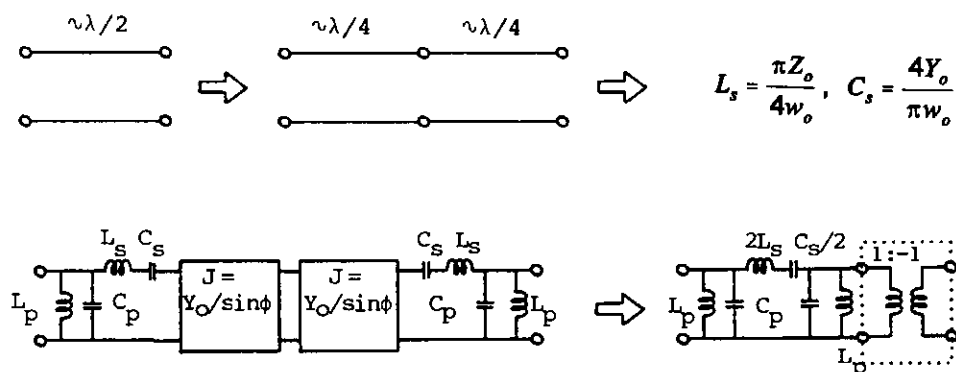 ~λ/2
~λ/4 ~λ/4
L_s = πZ_o / 4w_o , C_s = 4Y_o / πw_o
L_s C_s
C_s L_s
L_p
C_p
J =
Y_O/sinφ
J =
Y_O/sinφ
C_p
L_p
2L_s C_s/2
1:-1
L_p
C_p
L_p